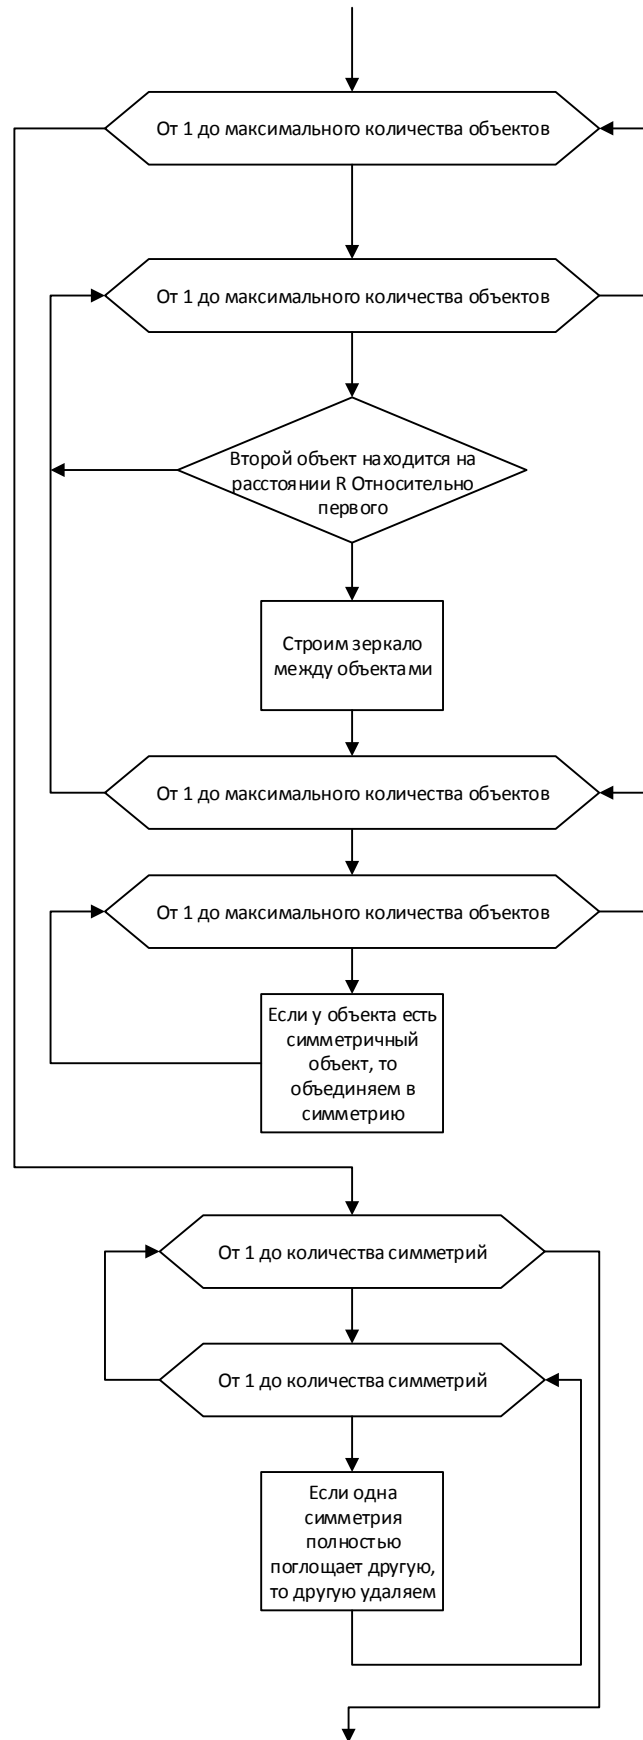 От 1 до максимального количества объектов
От 1 до максимального количества объектов
Второй объект находится на
расстоянии R Относительно
первого
Строим зеркало
между объектами
От 1 до максимального количества объектов
От 1 до максимального количества объектов
Если у объекта есть
симметричный
объект, то
объединяем в
симметрию
От 1 до количества симметрий
От 1 до количества симметрий
Если одна
симметрия
полностью
поглощает другую,
то другую удаляем